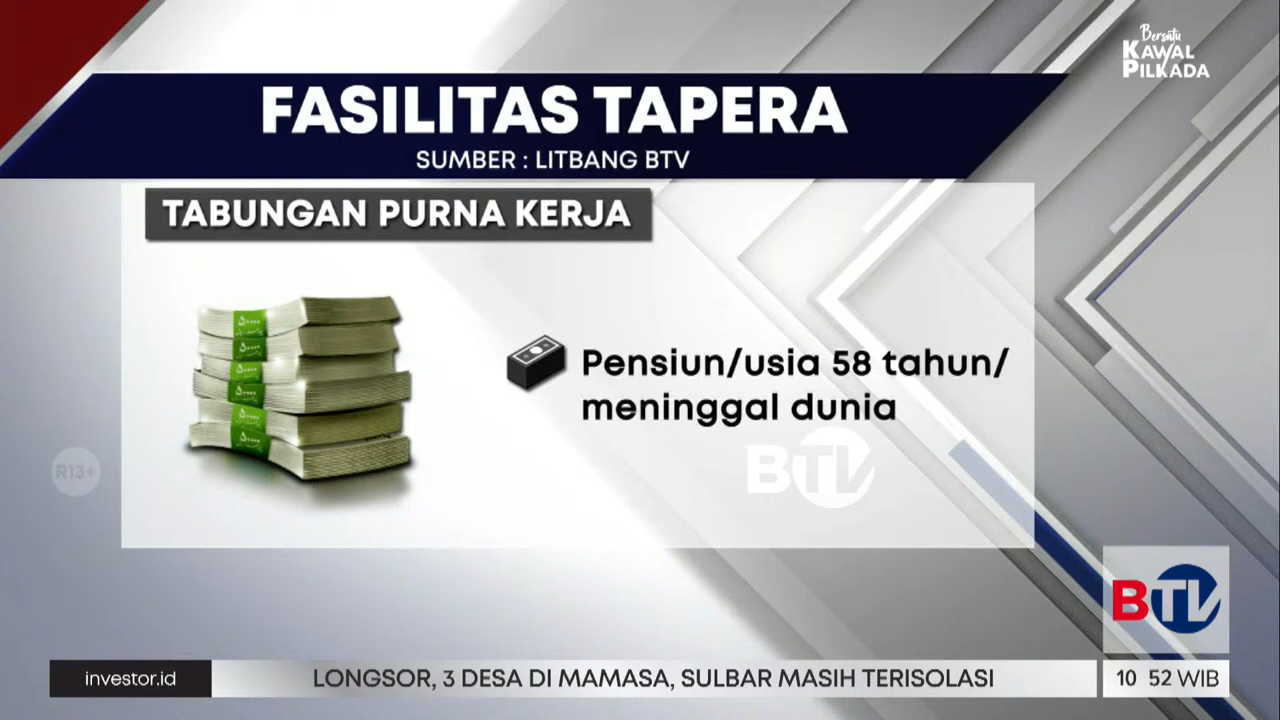 Bersatu
KAWAL
PILKADA
FASILITAS TAPERA
SUMBER : LITBANG BTV
TABUNGAN PURNA KERJA
Pensiun/usia 58 tahun/
meninggal dunia
BTV
R13+
BTV
investor.id
LONGSOR, 3 DESA DI MAMASA, SULBAR MASIH TERISOLASI
10 52 WIB